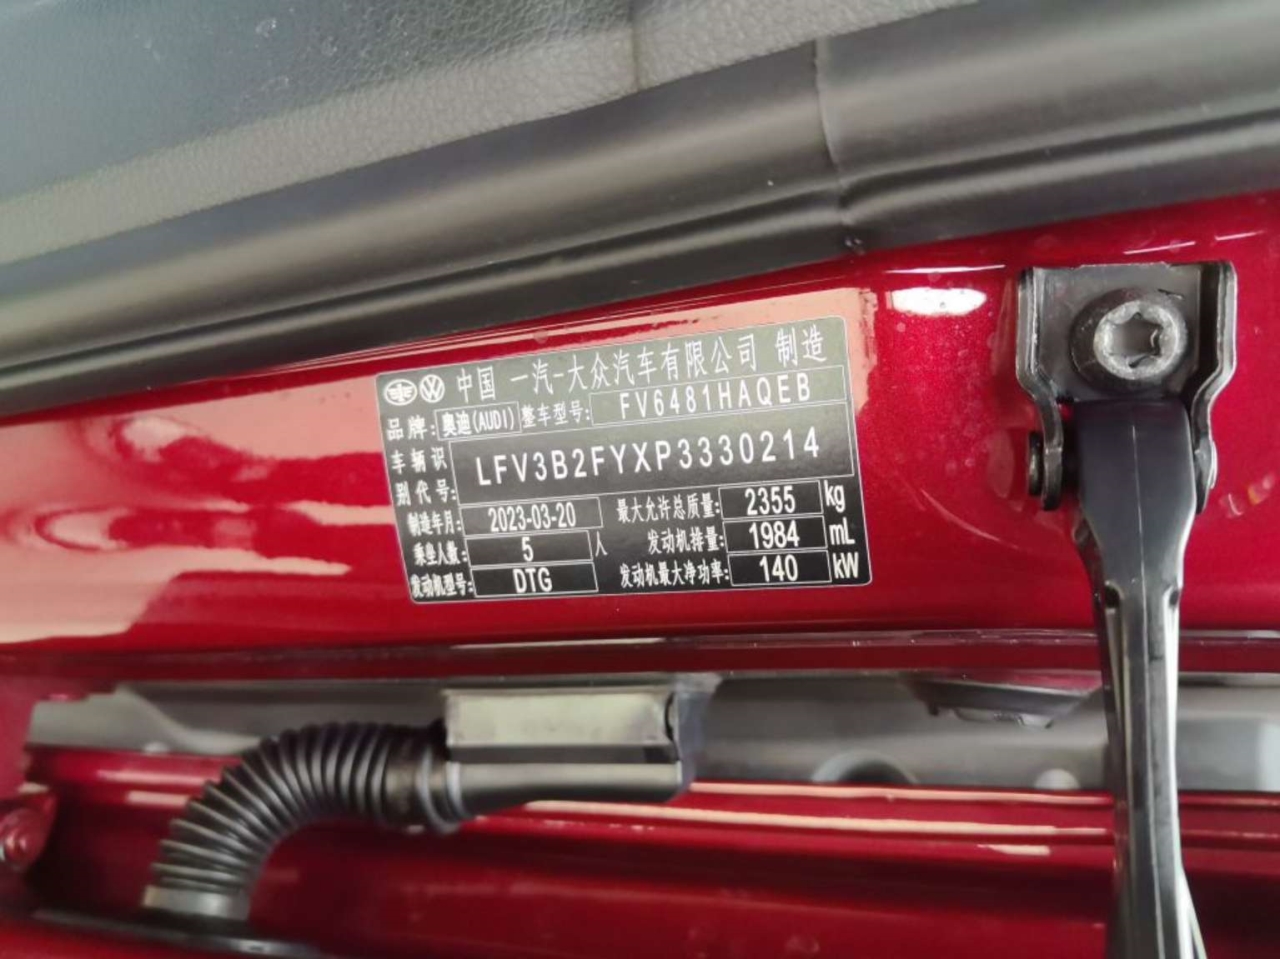 中国 一汽-大众汽车有限公司 制造
品牌: 奥迪(AUDI) 整车型号: FV6481HAQEB
车辆识别代号: LFV3B2FYXP3330214
制造年月: 2023-03-20 最大允许总质量: 2355 kg
乘坐人数: 5 人 发动机排量: 1984 mL
发动机型号: DTG 发动机最大净功率: 140 kW